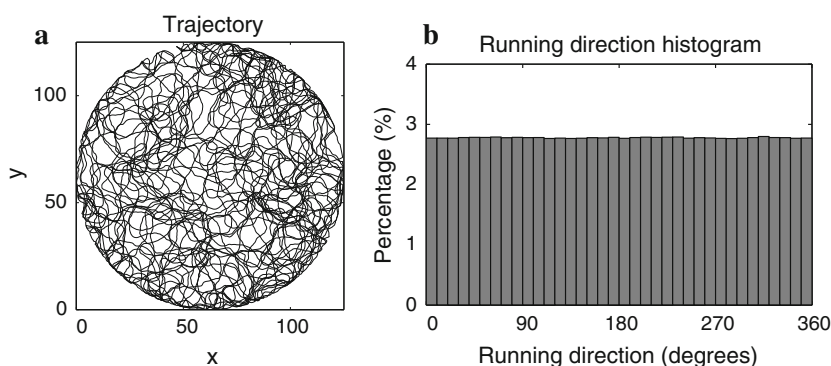 a
Trajectory
y
100
50
0
0 50 100
x
b
Running direction histogram
Percentage (%)
4
3
2
1
0
0 90 180 270 360
Running direction (degrees)